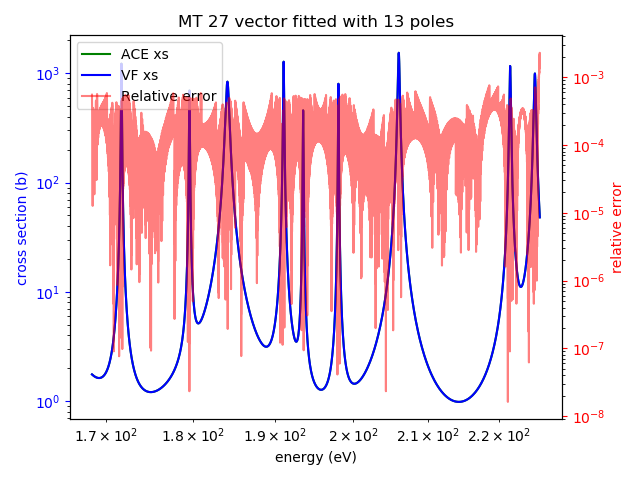 MT 27 vector fitted with 13 poles
ACE xs
VF xs
Relative error
cross section (b)
10³
10²
10¹
10⁰
10⁻³
10⁻⁴
10⁻⁵
10⁻⁶
10⁻⁷
10⁻⁸
relative error
1.7 × 10² 1.8 × 10² 1.9 × 10² 2 × 10² 2.1 × 10² 2.2 × 10²
energy (eV)